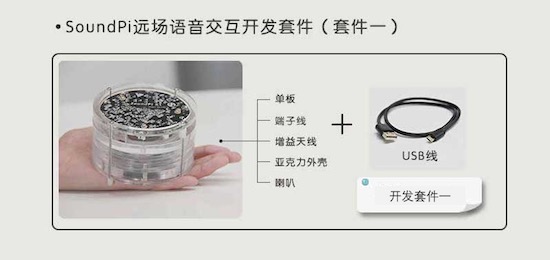 • SoundPi远场语音交互开发套件（套件一）
单板
端子线
增益天线
亚克力外壳
喇叭
+
USB线
开发套件一